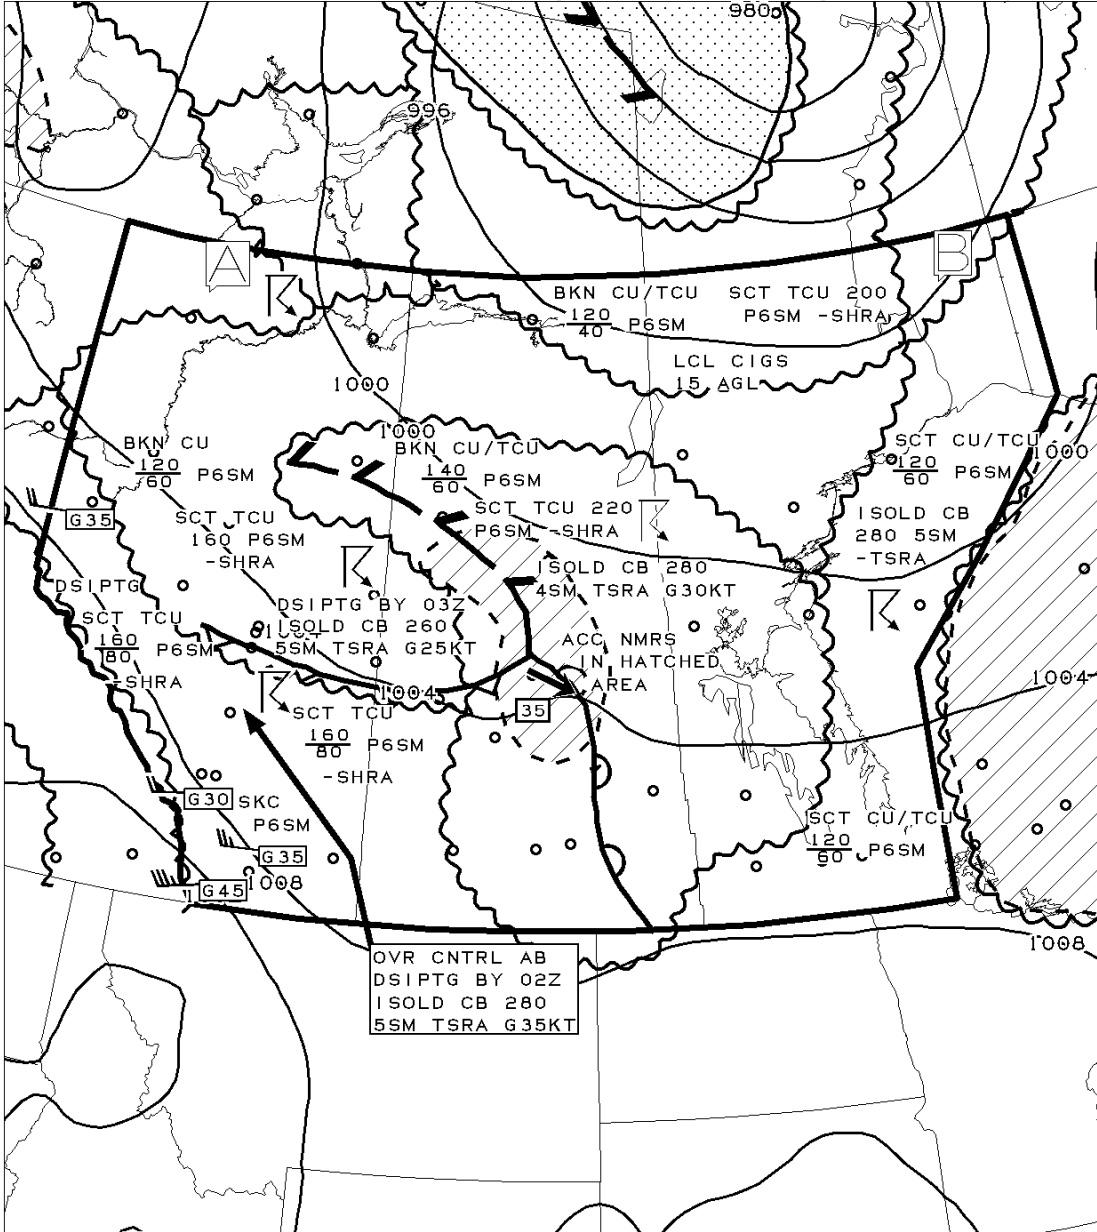 980
996
A
B
BKN CU/TCU
120
40 P6SM
SCT TCU 200
P6SM -SHRA
LCL CIGS
15 AGL
1000
1000
BKN CU
120
60 P6SM
BKN CU/TCU
140
60 P6SM
SCT CU/TCU
120
60 P6SM
1000
G35
SCT TCU
160 P6SM
-SHRA
SCT TCU 220
P6SM -SHRA
ISOLD CB
280 5SM
-TSRA
DSIPTG
SCT TCU
160
80 P6SM
-SHRA
DSIPTG BY 03Z
ISOLD CB 260
5SM TSRA G25KT
ISOLD CB 280
4SM TSRA G30KT
ACC NMRS
IN HATCHED
AREA
1004
1004
35
SCT TCU
160
80 P6SM
-SHRA
G30
SKC
P6SM
G35
G45
1008
SCT CU/TCU
120
60 P6SM
1008
OVR CNTRL AB
DSIPTG BY 02Z
ISOLD CB 280
5SM TSRA G35KT